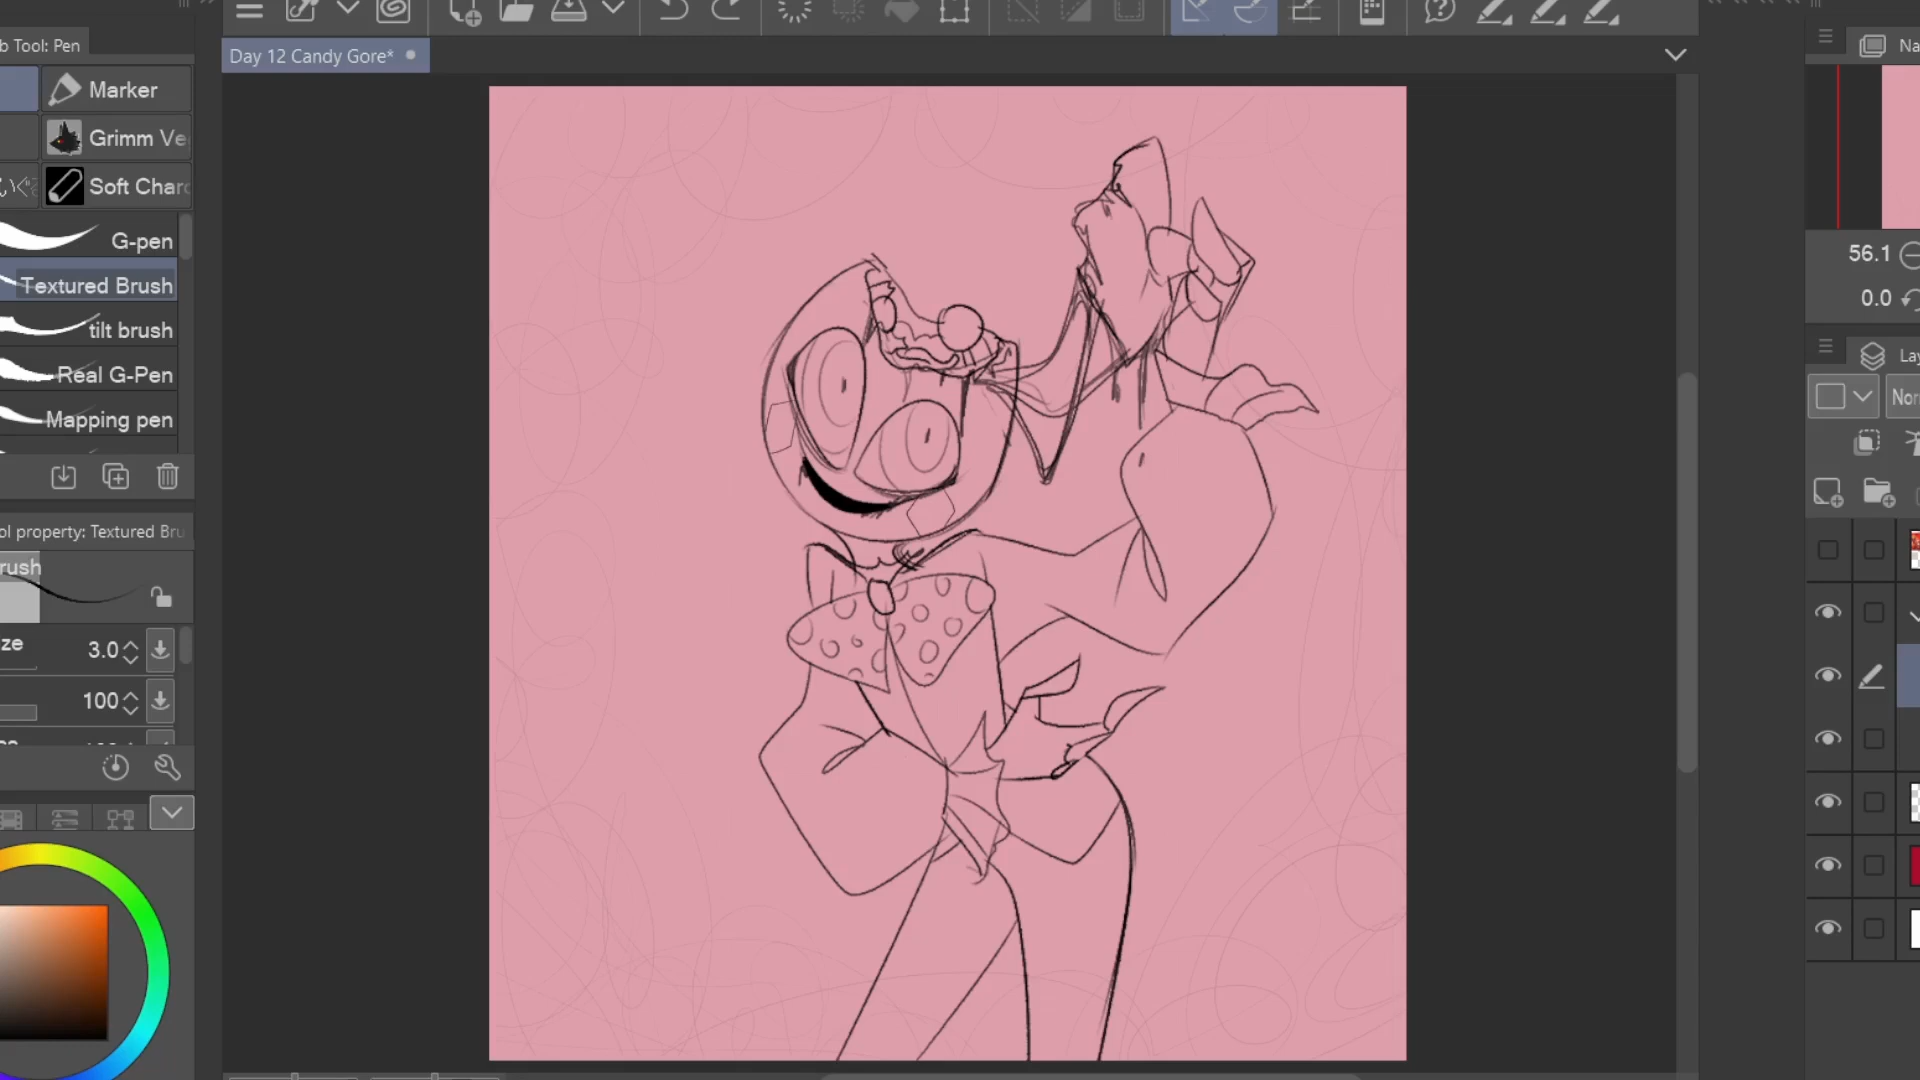 b Tool: Pen
Day 12 Candy Gore*
Na
Marker
Grimm Ve
Soft Charc
G-pen
56.1
Textured Brush
0.0
tilt brush
Lay
Real G-Pen
Nor
Mapping pen
ol property: Textured Bru
rush
ze 3.0
100